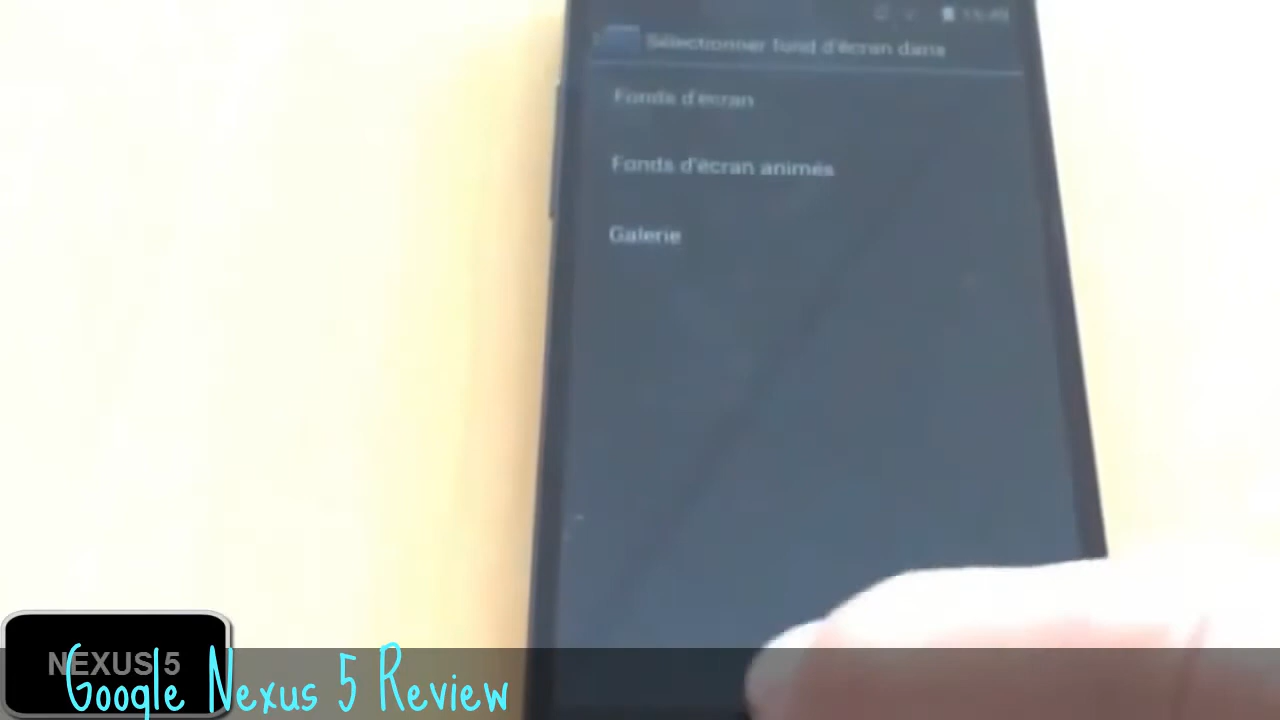 Sélectionner fond d'écran dans
Fonds d'écran
Fonds d'écran animés
Galerie
NEXUS 5
Google Nexus 5 Review